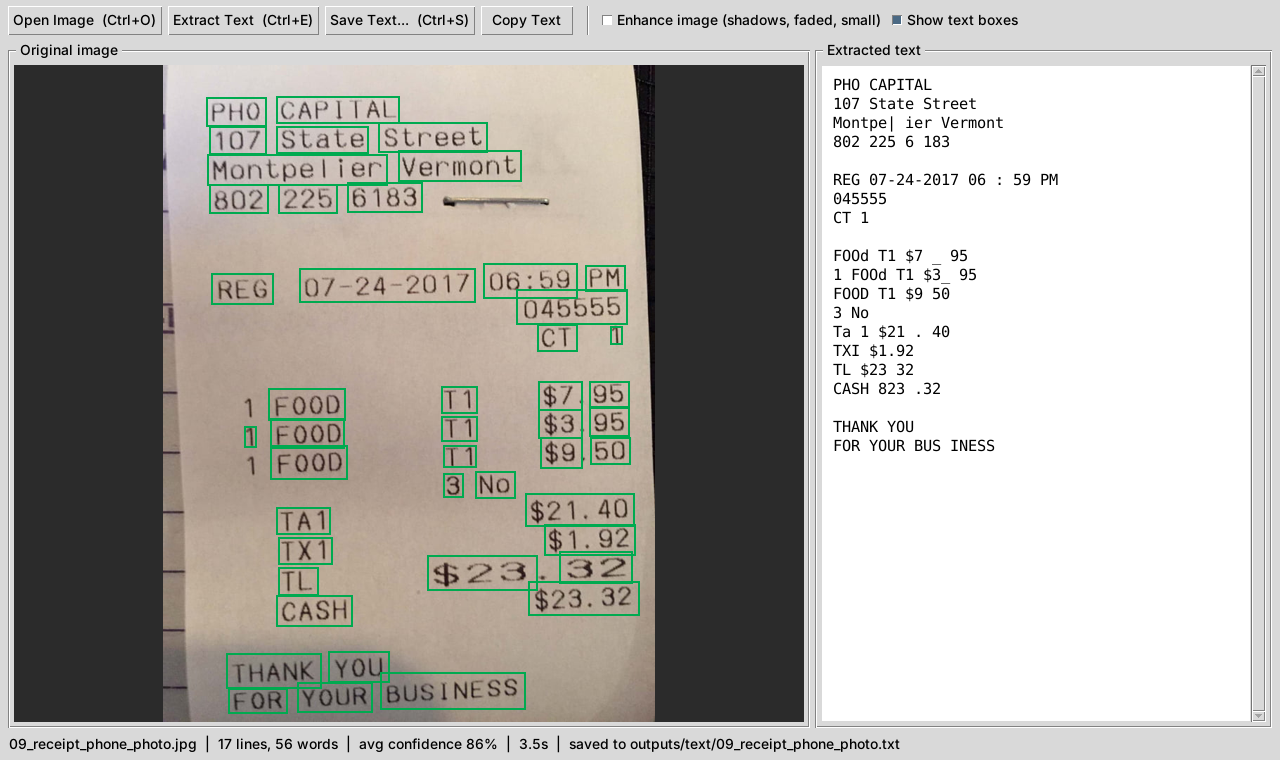 Open Image (Ctrl+O) Extract Text (Ctrl+E) Save Text... (Ctrl+S) Copy Text Enhance image (shadows, faded, small) Show text boxes
Original image
PHO CAPITAL
107 State Street
Montpelier Vermont
802 225 6183
REG 07-24-2017 06:59 PM
045555
CT 1
1 FOOD T1 $7.95
1 FOOD T1 $3.95
1 FOOD T1 $9.50
3 No
TA1 $21.40
TX1 $1.92
TL $23.32
CASH $23.32
THANK YOU
FOR YOUR BUSINESS
Extracted text
PHO CAPITAL
107 State Street
Montpe| ier Vermont
802 225 6 183
REG 07-24-2017 06 : 59 PM
045555
CT 1
FOOd T1 $7 _ 95
1 FOOd T1 $3_ 95
FOOD T1 $9 50
3 No
Ta 1 $21 . 40
TXI $1.92
TL $23 32
CASH 823 .32
THANK YOU
FOR YOUR BUS INESS
09_receipt_phone_photo.jpg | 17 lines, 56 words | avg confidence 86% | 3.5s | saved to outputs/text/09_receipt_phone_photo.txt